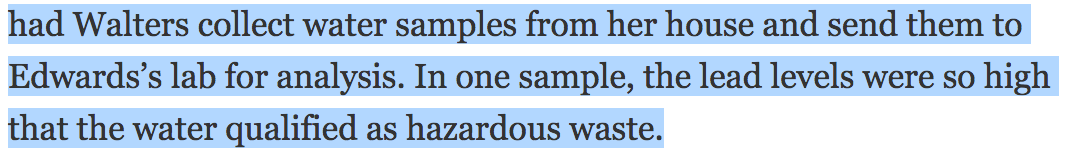 had Walters collect water samples from her house and send them to
Edwards’s lab for analysis. In one sample, the lead levels were so high
that the water qualified as hazardous waste.